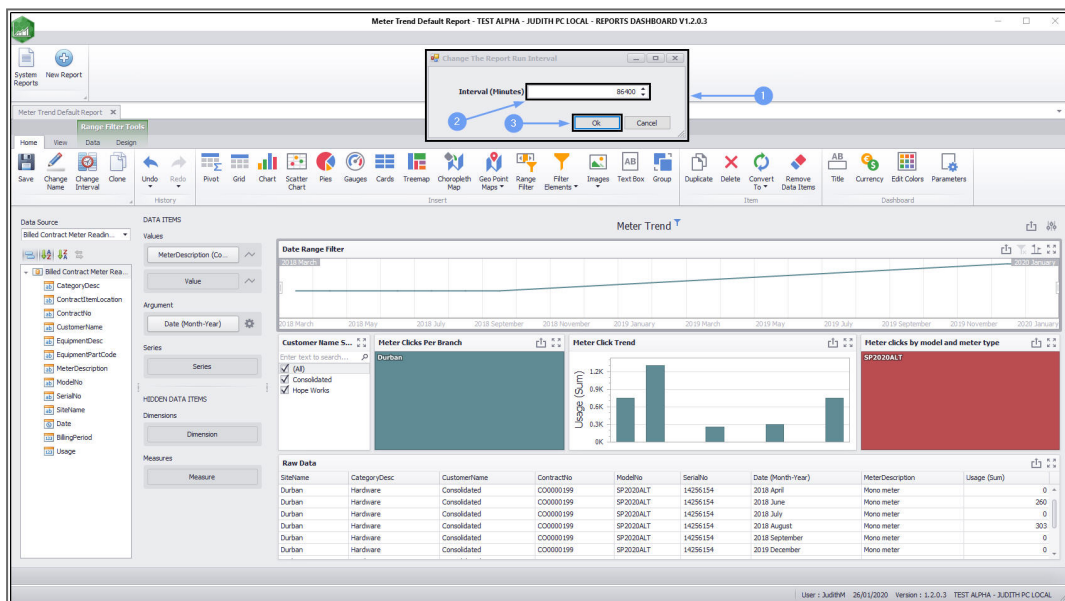 Meter Trend Default Report - TEST ALPHA - JUDITH PC LOCAL - REPORTS DASHBOARD V1.2.0.3
System Reports
New Report
Change The Report Run Interval
Interval (Minutes)
86400
Ok
Cancel
1
2
3
Meter Trend Default Report
Range Filter Tools
Home
View
Data
Design
Save
Change Name
Change Interval
Clone
Undo
Redo
Pivot
Grid
Chart
Scatter Chart
Pies
Gauges
Cards
Treemap
Choropleth Map
Geo Point Maps
Range Filter
Filter Elements
Images
Text Box
Group
Duplicate
Delete
Convert To
Remove Data Items
Title
Currency
Edit Colors
Parameters
History
Insert
Item
Dashboard
Data Source
Billed Contract Meter Readin...
Billed Contract Meter Rea...
CategoryDesc
ContractItemLocation
ContractNo
CustomerName
EquipmentDesc
EquipmentPartCode
MeterDescription
ModelNo
SerialNo
SiteName
Date
BillingPeriod
Usage
DATA ITEMS
Values
MeterDescription (Co...
Value
Argument
Date (Month-Year)
Series
Series
HIDDEN DATA ITEMS
Dimensions
Dimension
Measures
Measure
Meter Trend
Date Range Filter
2018 March
2020 January
2018 March 2018 May 2018 July 2018 September 2018 November 2019 January 2019 March 2019 May 2019 July 2019 September 2019 November 2020 January
Customer Name S...
Enter text to search...
(All)
Consolidated
Hope Works
Meter Clicks Per Branch
Durban
Meter Click Trend
Usage (Sum)
1.2K
0.9K
0.6K
0.3K
0K
Meter clicks by model and meter type
SP2020ALT
Raw Data
SiteName CategoryDesc CustomerName ContractNo ModelNo SerialNo Date (Month-Year) MeterDescription Usage (Sum)
Durban Hardware Consolidated CO0000199 SP2020ALT 14256154 2018 April Mono meter 0
Durban Hardware Consolidated CO0000199 SP2020ALT 14256154 2018 June Mono meter 260
Durban Hardware Consolidated CO0000199 SP2020ALT 14256154 2018 July Mono meter 0
Durban Hardware Consolidated CO0000199 SP2020ALT 14256154 2018 August Mono meter 303
Durban Hardware Consolidated CO0000199 SP2020ALT 14256154 2018 September Mono meter 0
Durban Hardware Consolidated CO0000199 SP2020ALT 14256154 2019 December Mono meter 0
User : JudithM 26/01/2020 Version : 1.2.0.3 TEST ALPHA - JUDITH PC LOCAL